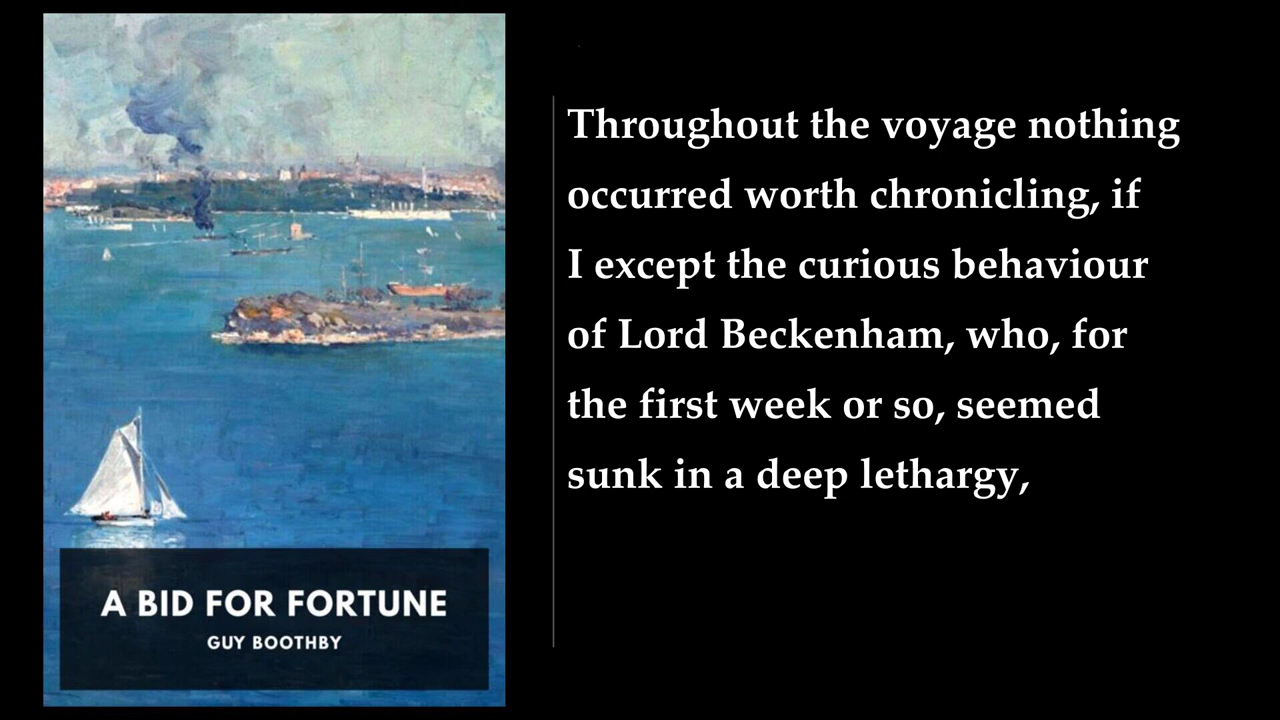 A BID FOR FORTUNE
GUY BOOTHBY
Throughout the voyage nothing
occurred worth chronicling, if
I except the curious behaviour
of Lord Beckenham, who, for
the first week or so, seemed
sunk in a deep lethargy,